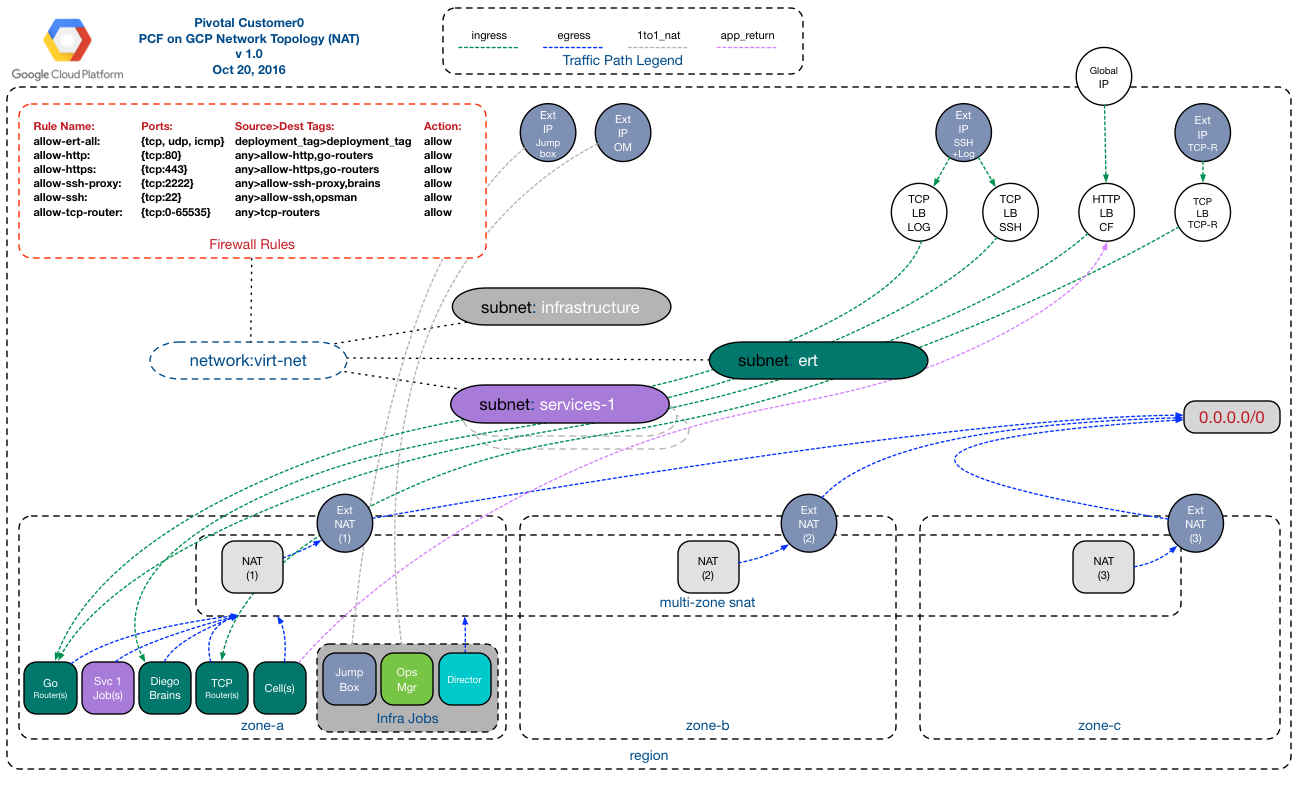 Pivotal Customer0
PCF on GCP Network Topology (NAT)
v 1.0
Oct 20, 2016
Google Cloud Platform
ingress
egress
1to1_nat
app_return
Traffic Path Legend
Global
IP
Rule Name: Ports: Source>Dest Tags: Action:
allow-ert-all: {tcp, udp, icmp} deployment_tag>deployment_tag allow
allow-http: {tcp:80} any>allow-http,go-routers allow
allow-https: {tcp:443} any>allow-https,go-routers allow
allow-ssh-proxy: {tcp:2222} any>allow-ssh-proxy,brains allow
allow-ssh: {tcp:22} any>allow-ssh,opsman allow
allow-tcp-router: {tcp:0-65535} any>tcp-routers allow
Firewall Rules
Ext
IP
Jump
box
Ext
IP
OM
Ext
IP
SSH
+Log
Ext
IP
TCP-R
TCP
LB
LOG
TCP
LB
SSH
HTTP
LB
CF
TCP
LB
TCP-R
subnet: infrastructure
network:virt-net
subnet: ert
subnet: services-1
0.0.0.0/0
Ext
NAT
(1)
Ext
NAT
(2)
Ext
NAT
(3)
NAT
(1)
NAT
(2)
NAT
(3)
multi-zone snat
Go
Router(s)
Svc 1
Job(s)
Diego
Brains
TCP
Router(s)
Cell(s)
Jump
Box
Ops
Mgr
Director
Infra Jobs
zone-a
zone-b
zone-c
region